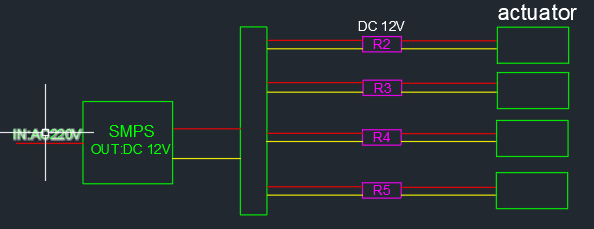 actuator
DC 12V
R2
R3
IN:AC220V
SMPS
OUT:DC 12V
R4
R5